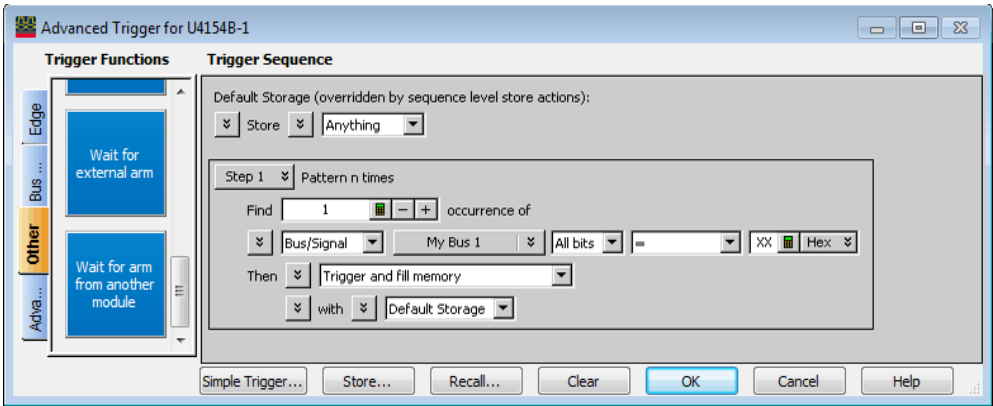 Advanced Trigger for U4154B-1
Trigger Functions
Trigger Sequence
Edge
Bus ...
Other
Adva...
Wait for
external arm
Wait for arm
from another
module
Default Storage (overridden by sequence level store actions):
Store Anything
Step 1 Pattern n times
Find 1 - + occurrence of
Bus/Signal My Bus 1 All bits = XX Hex
Then Trigger and fill memory
with Default Storage
Simple Trigger... Store... Recall... Clear OK Cancel Help